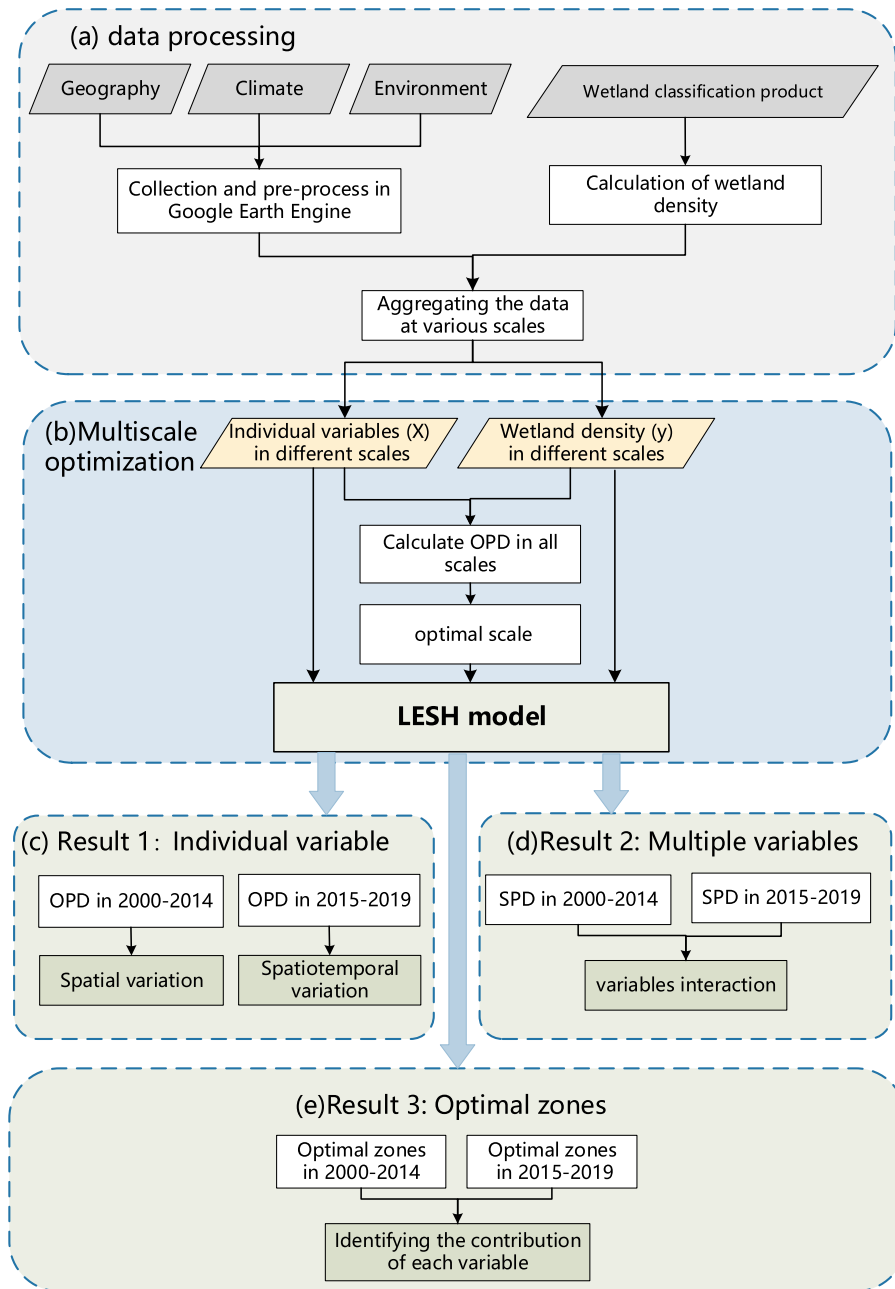 (a) data processing
Geography
Climate
Environment
Wetland classification product
Collection and pre-process in
Google Earth Engine
Calculation of wetland
density
Aggregating the data
at various scales
(b)Multiscale
optimization
Individual variables (X)
in different scales
Wetland density (y)
in different scales
Calculate OPD in all
scales
optimal scale
LESH model
(c) Result 1: Individual variable
OPD in 2000-2014
OPD in 2015-2019
Spatial variation
Spatiotemporal
variation
(d)Result 2: Multiple variables
SPD in 2000-2014
SPD in 2015-2019
variables interaction
(e)Result 3: Optimal zones
Optimal zones
in 2000-2014
Optimal zones
in 2015-2019
Identifying the contribution
of each variable